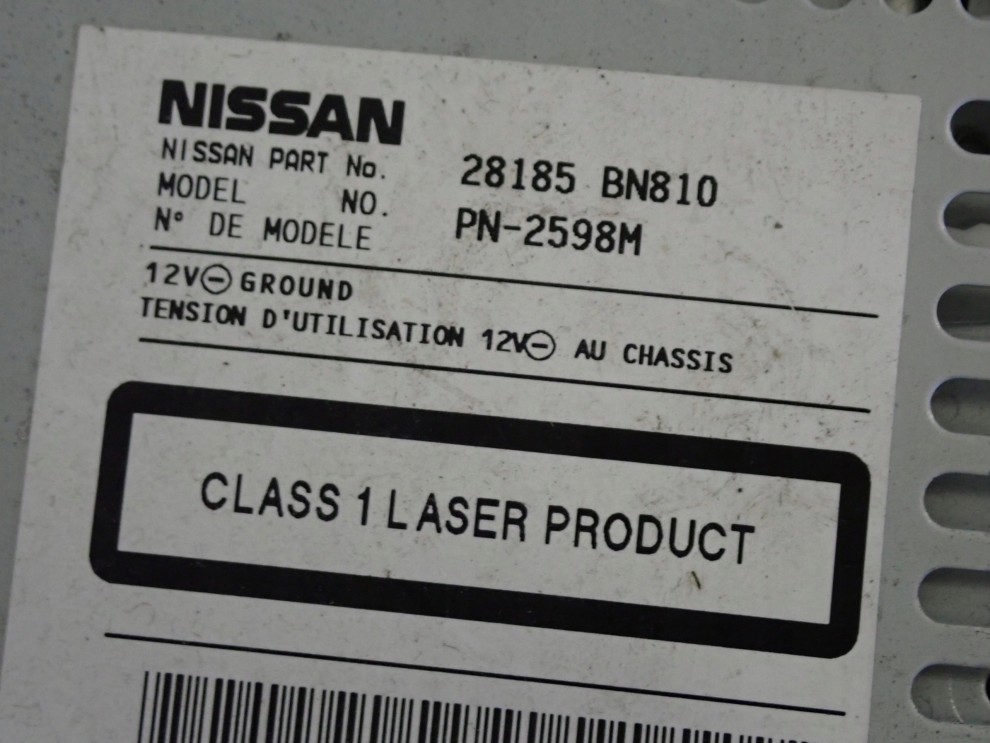 NISSAN
NISSAN PART No. 28185 BN810
MODEL NO. PN-2598M
N° DE MODELE
12V⊖GROUND
TENSION D'UTILISATION 12V⊖ AU CHASSIS
CLASS 1 LASER PRODUCT